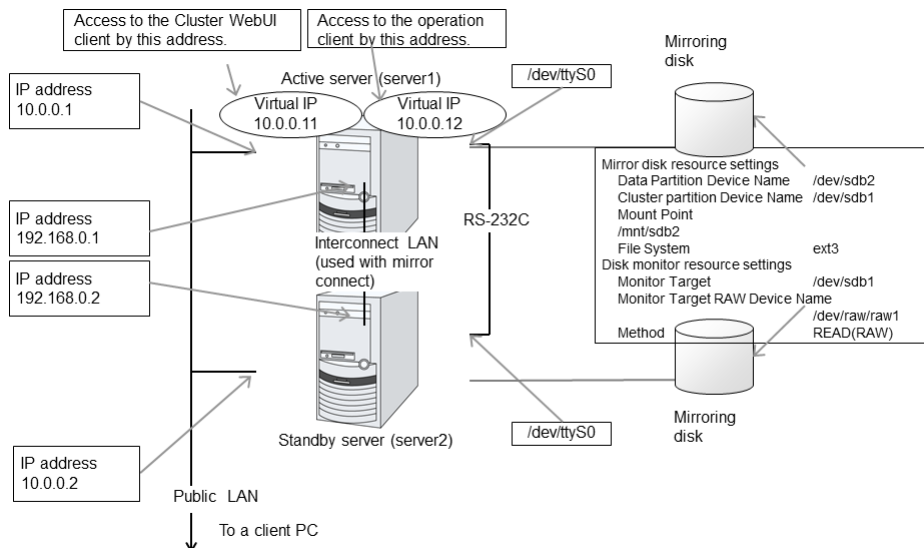 Access to the Cluster WebUI
client by this address.
Access to the operation
client by this address.
Mirroring
disk
/dev/ttyS0
Active server (server1)
IP address
10.0.0.1
Virtual IP
10.0.0.11
Virtual IP
10.0.0.12
Mirror disk resource settings
Data Partition Device Name /dev/sdb2
Cluster partition Device Name /dev/sdb1
Mount Point
/mnt/sdb2
File System ext3
Disk monitor resource settings
Monitor Target /dev/sdb1
Monitor Target RAW Device Name
/dev/raw/raw1
Method READ(RAW)
IP address
192.168.0.1
RS-232C
Interconnect LAN
(used with mirror
connect)
IP address
192.168.0.2
Mirroring
disk
/dev/ttyS0
Standby server (server2)
IP address
10.0.0.2
Public LAN
To a client PC